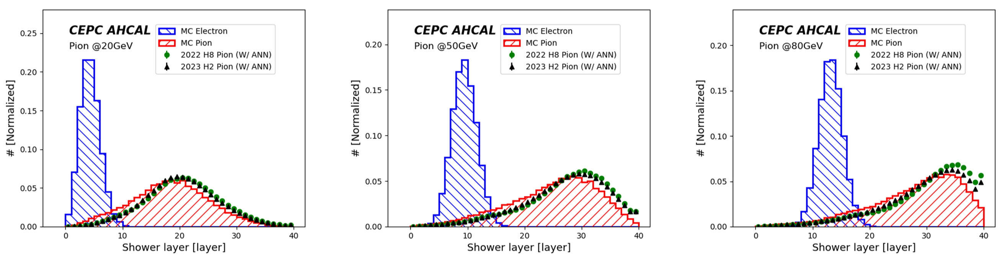 CEPC AHCAL
Pion @20GeV
MC Electron
MC Pion
2022 H8 Pion (W/ ANN)
2023 H2 Pion (W/ ANN)
# [Normalized]
0.25
0.20
0.15
0.10
0.05
0.00
0 10 20 30 40
Shower layer [layer]
CEPC AHCAL
Pion @50GeV
MC Electron
MC Pion
2022 H8 Pion (W/ ANN)
2023 H2 Pion (W/ ANN)
# [Normalized]
0.20
0.15
0.10
0.05
0.00
0 10 20 30 40
Shower layer [layer]
CEPC AHCAL
Pion @80GeV
MC Electron
MC Pion
2022 H8 Pion (W/ ANN)
2023 H2 Pion (W/ ANN)
# [Normalized]
0.20
0.15
0.10
0.05
0.00
0 10 20 30 40
Shower layer [layer]